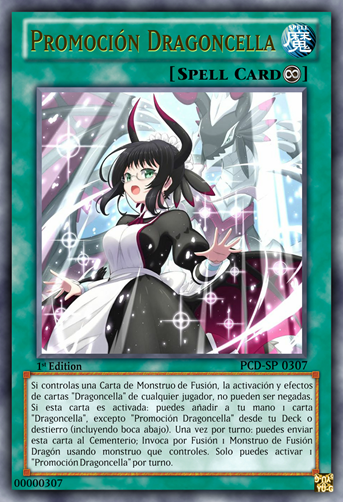 Promoción Dragoncella
[Spell Card]
1st Edition
PCD-SP 0307
Si controlas una Carta de Monstruo de Fusión, la activación y efectos
de cartas "Dragoncella" de cualquier jugador, no pueden ser negadas.
Si esta carta es activada: puedes añadir a tu mano 1 carta
"Dragoncella", excepto "Promoción Dragoncella" desde tu Deck o
destierro (incluyendo boca abajo). Una vez por turno: puedes enviar
esta carta al Cementerio; Invoca por Fusión 1 Monstruo de Fusión
Dragón usando monstruo que controles. Solo puedes activar 1
"Promoción Dragoncella" por turno.
00000307